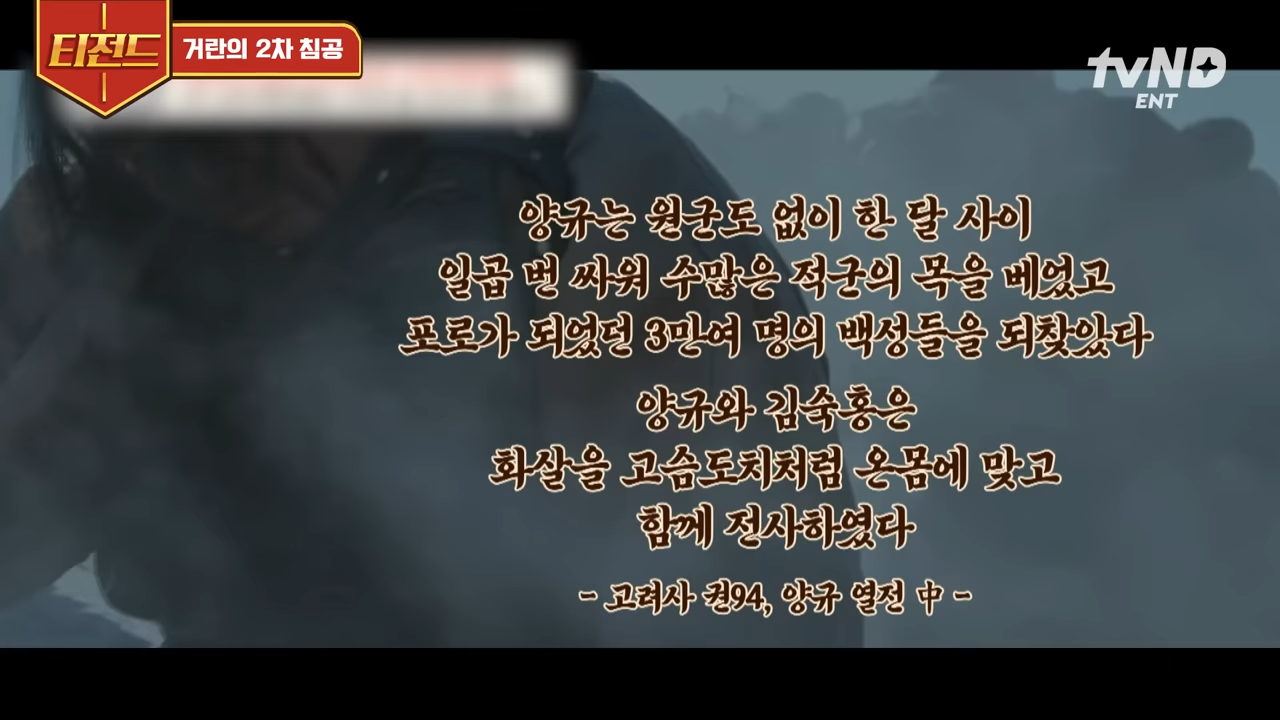 티전드
거란의 2차 침공
tvND
ENT
양규는 원군도 없이 한 달 사이
일곱 번 싸워 수많은 적군의 목을 베었고
포로가 되었던 3만여 명의 백성들을 되찾았다
양규와 김숙흥은
화살을 고슴도치처럼 온몸에 맞고
함께 전사하였다
- 고려사 권94, 양규 열전 中 -